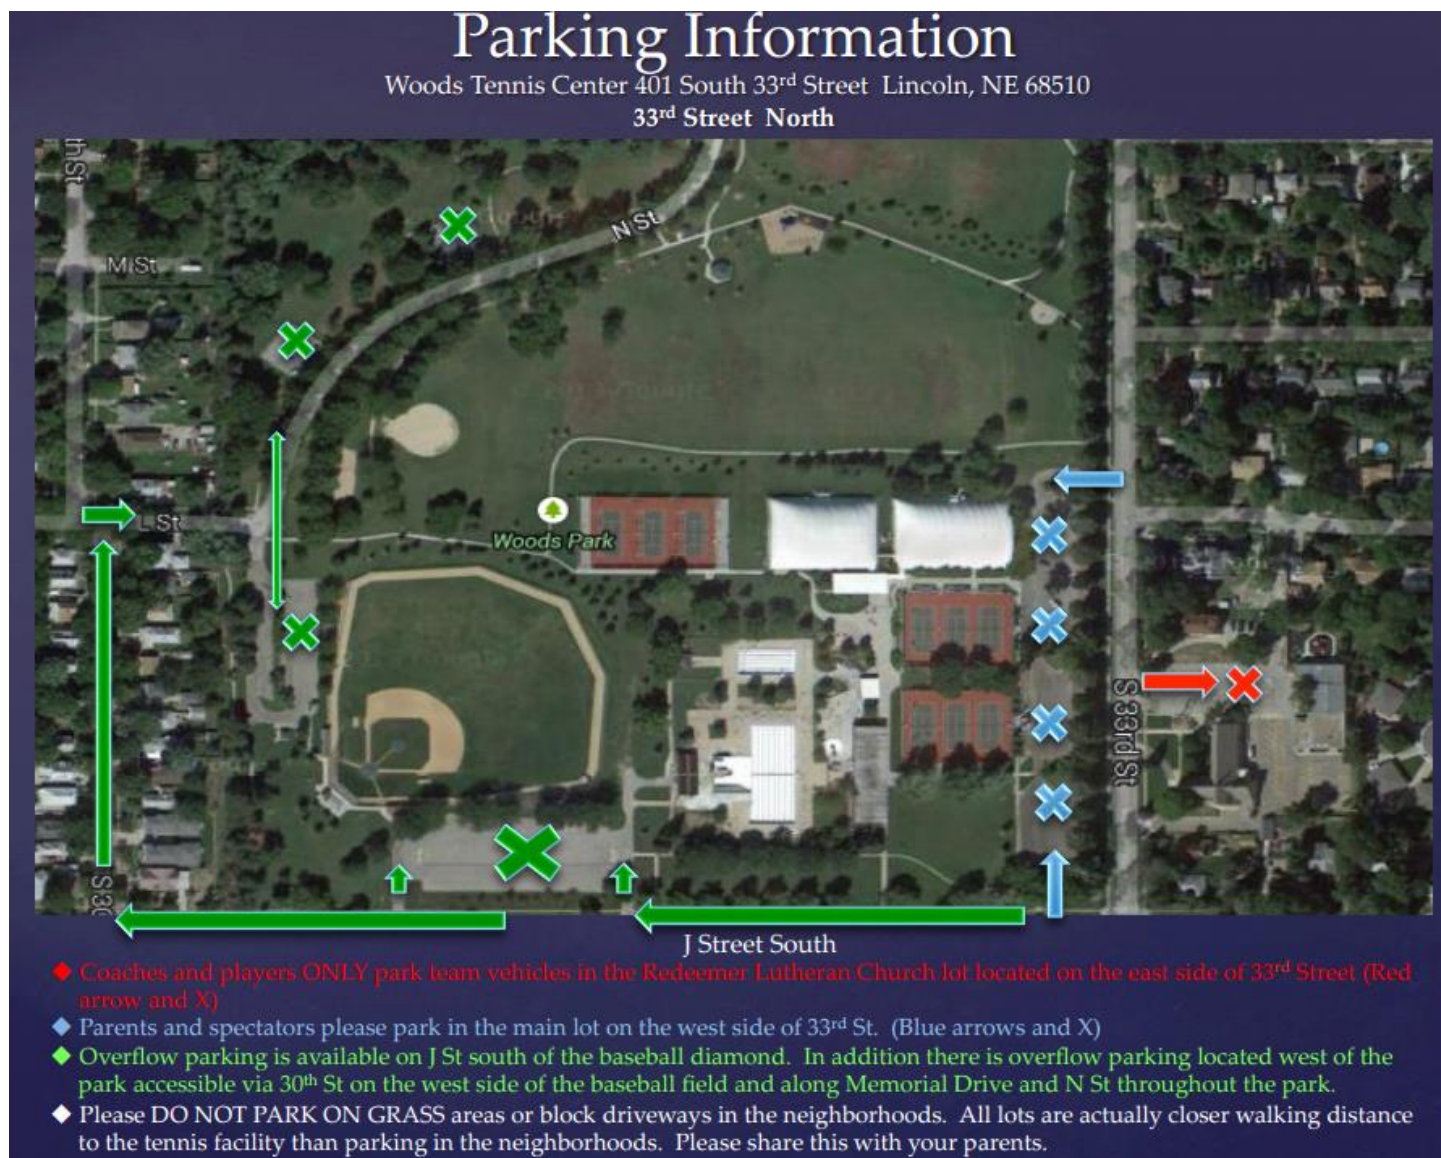 Parking Information
Woods Tennis Center 401 South 33rd Street Lincoln, NE 68510
33rd Street North
th St
N St
M St
L St
Woods Park
S 33rd St
S 30
J Street South
◆ Coaches and players ONLY park team vehicles in the Redeemer Lutheran Church lot located on the east side of 33rd Street (Red
arrow and X)
◆ Parents and spectators please park in the main lot on the west side of 33rd St. (Blue arrows and X)
◆ Overflow parking is available on J St south of the baseball diamond. In addition there is overflow parking located west of the
park accessible via 30th St on the west side of the baseball field and along Memorial Drive and N St throughout the park.
◆ Please DO NOT PARK ON GRASS areas or block driveways in the neighborhoods. All lots are actually closer walking distance
to the tennis facility than parking in the neighborhoods. Please share this with your parents.